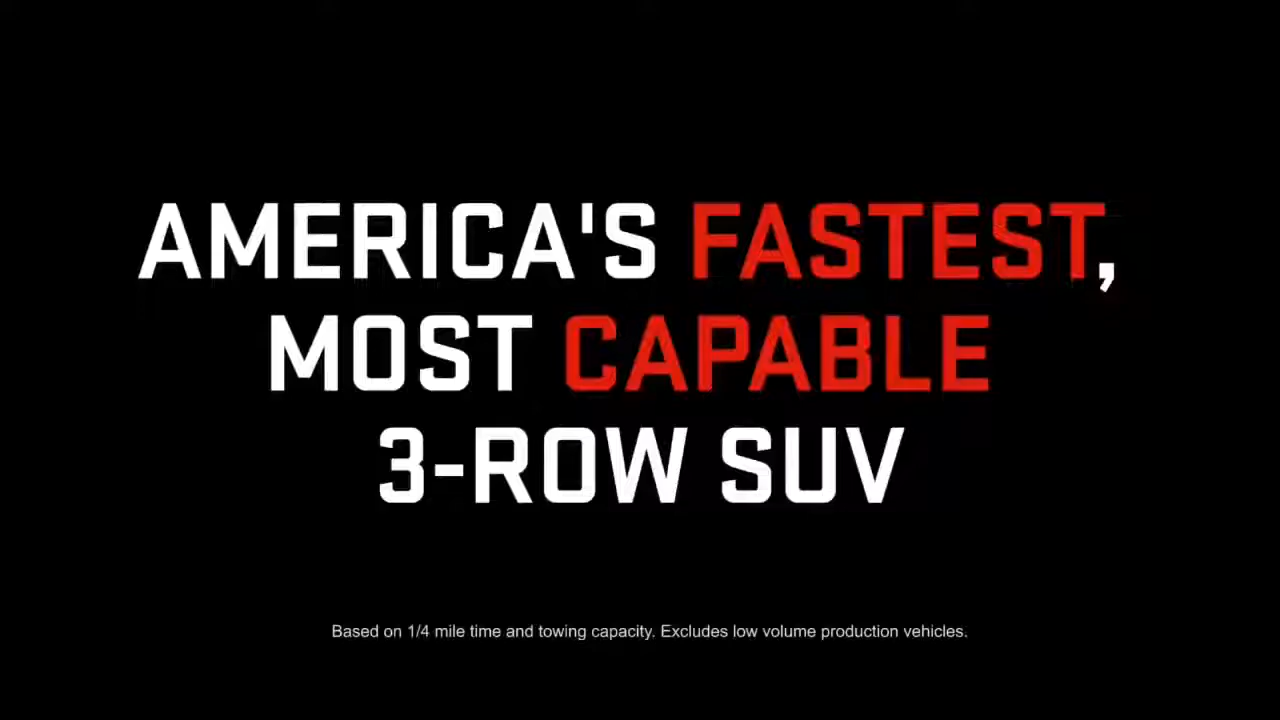 AMERICA'S FASTEST,
MOST CAPABLE
3-ROW SUV
Based on 1/4 mile time and towing capacity. Excludes low volume production vehicles.